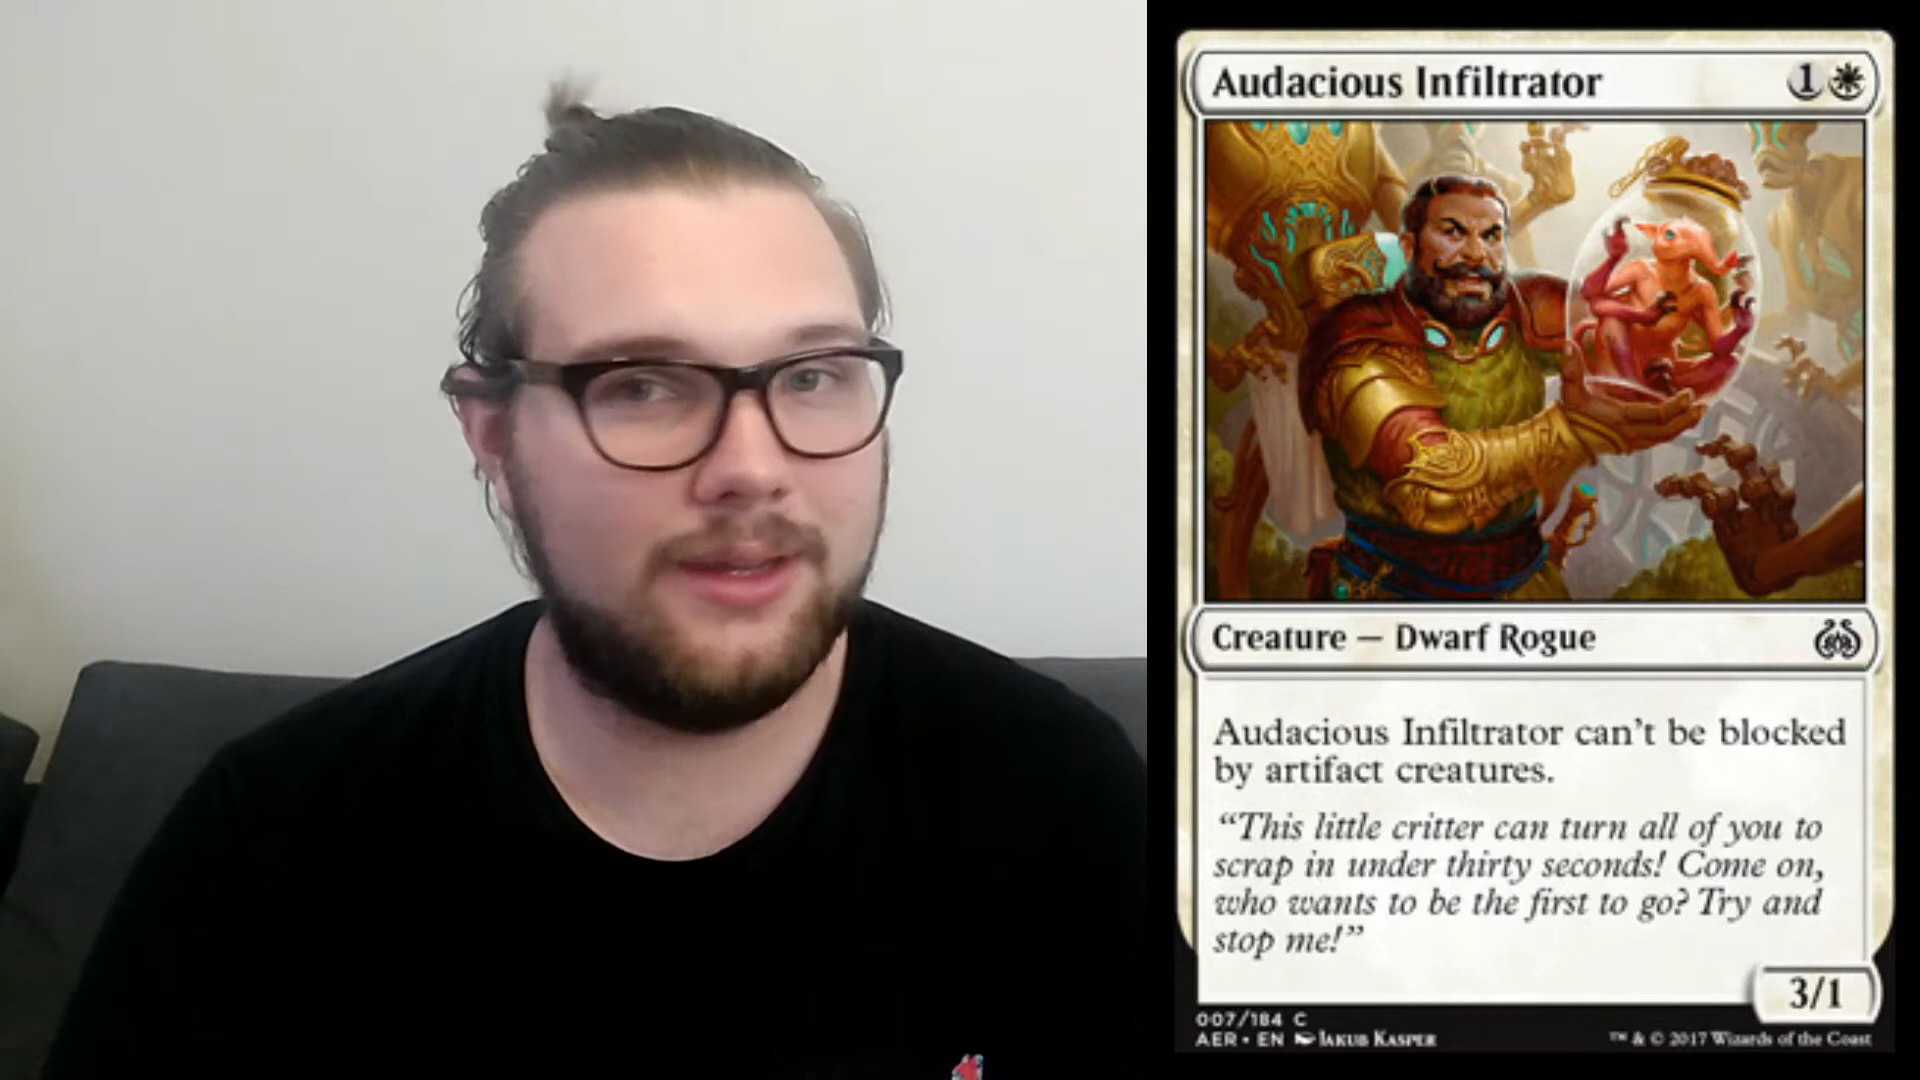 Audacious Infiltrator 1
Creature — Dwarf Rogue
Audacious Infiltrator can't be blocked
by artifact creatures.
“This little critter can turn all of you to
scrap in under thirty seconds! Come on,
who wants to be the first to go? Try and
stop me!”
3/1
007/184 C
AER • EN Jakub Kasper
™ & © 2017 Wizards of the Coast